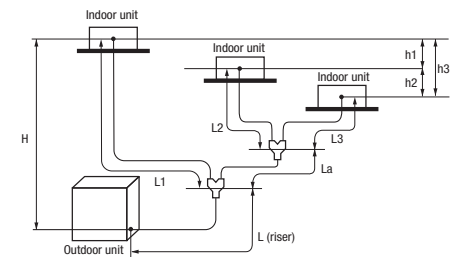 Indoor unit
Indoor unit
h1
h3
Indoor unit
h2
H
L2
L3
La
L1
L (riser)
Outdoor unit